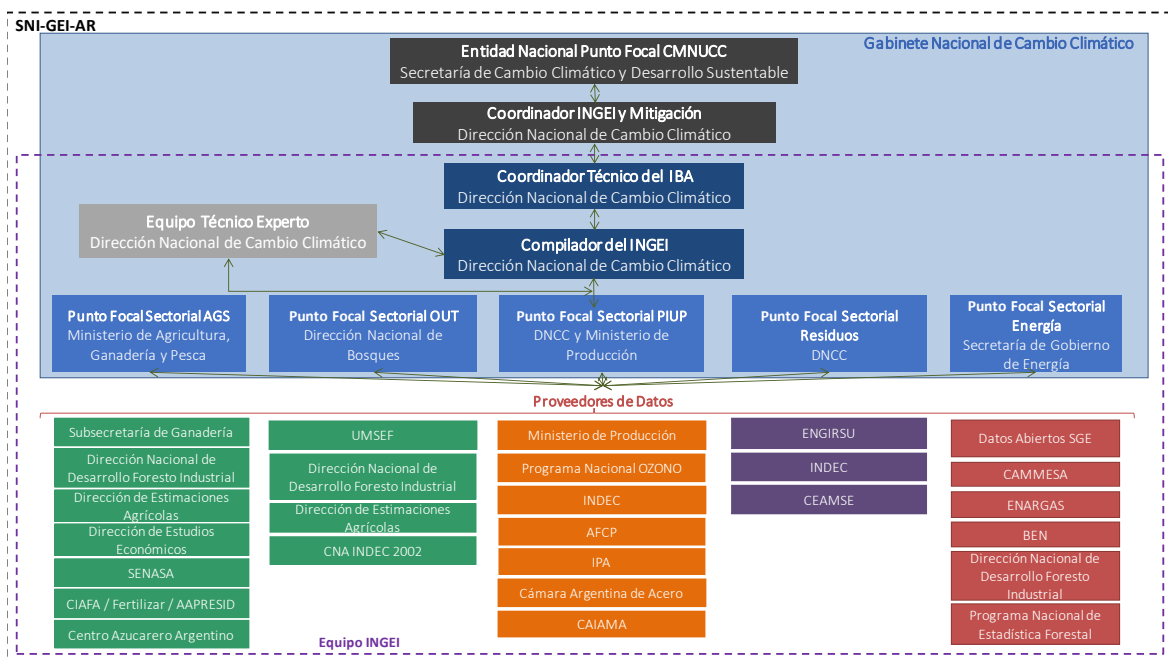 SNI-GEI-AR
Gabinete Nacional de Cambio Climático
Entidad Nacional Punto Focal CMNUCC
Secretaría de Cambio Climático y Desarrollo Sustentable
Coordinador INGEI y Mitigación
Dirección Nacional de Cambio Climático
Coordinador Técnico del IBA
Dirección Nacional de Cambio Climático
Equipo Técnico Experto
Dirección Nacional de Cambio Climático
Compilador del INGEI
Dirección Nacional de Cambio Climático
Punto Focal Sectorial AGS
Ministerio de Agricultura,
Ganadería y Pesca
Punto Focal Sectorial OUT
Dirección Nacional de
Bosques
Punto Focal Sectorial PIUP
DNCC y Ministerio de
Producción
Punto Focal Sectorial
Residuos
DNCC
Punto Focal Sectorial
Energía
Secretaría de Gobierno
de Energía
Proveedores de Datos
Subsecretaría de Ganadería
Dirección Nacional de
Desarrollo Foresto Industrial
Dirección de Estimaciones
Agrícolas
Dirección de Estudios
Económicos
SENASA
CIAFA / Fertilizar / AAPRESID
Centro Azucarero Argentino
UMSEF
Dirección Nacional de
Desarrollo Foresto Industrial
Dirección de Estimaciones
Agrícolas
CNA INDEC 2002
Ministerio de Producción
Programa Nacional OZONO
INDEC
AFCP
IPA
Cámara Argentina de Acero
CAIAMA
ENGIRSU
INDEC
CEAMSE
Datos Abiertos SGE
CAMMESA
ENARGAS
BEN
Dirección Nacional de
Desarrollo Foresto
Industrial
Programa Nacional de
Estadística Forestal
Equipo INGEI